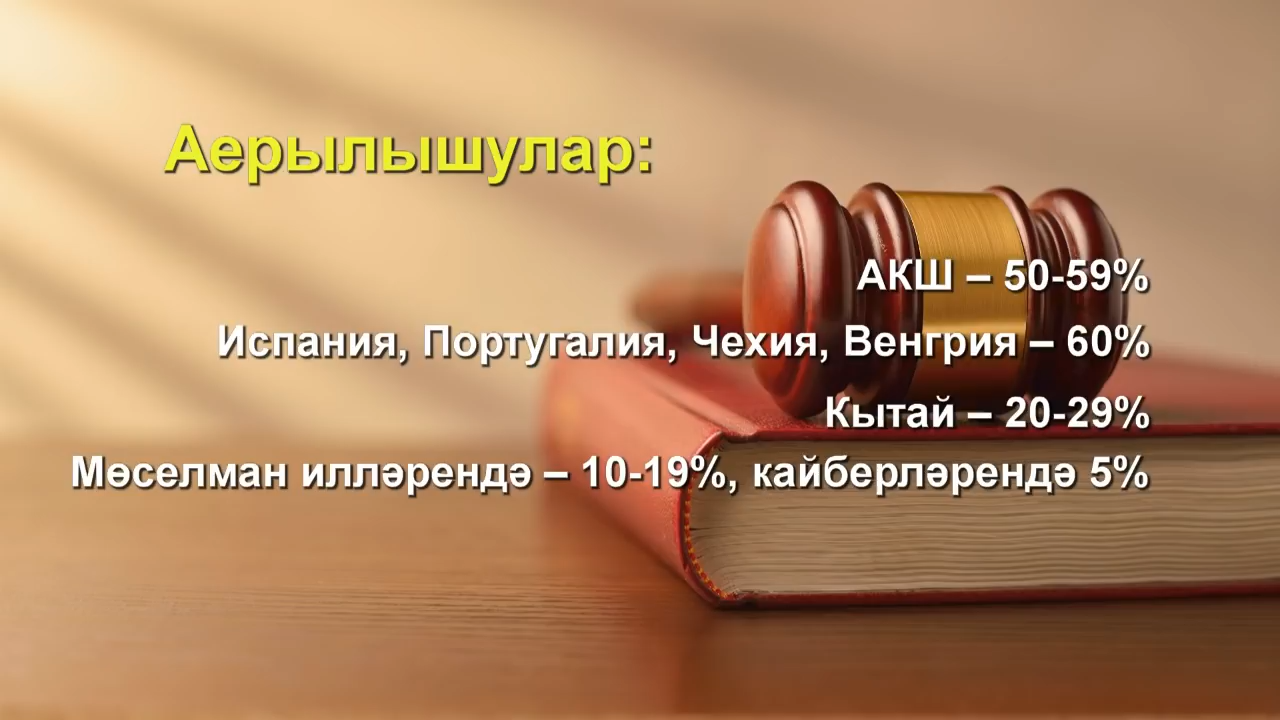 Аерылышулар:
АКШ – 50-59%
Испания, Португалия, Чехия, Венгрия – 60%
Кытай – 20-29%
Мөселман илләрендә – 10-19%, кайберләрендә 5%